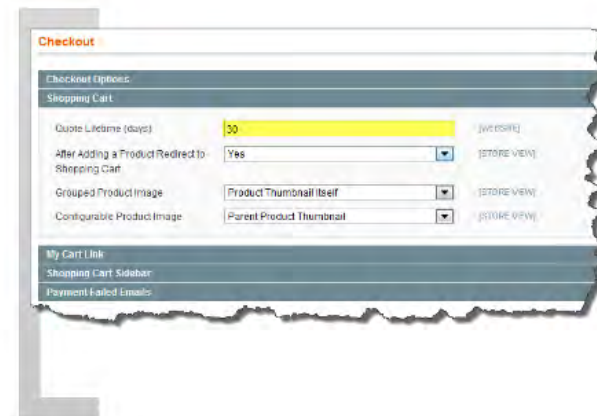 Checkout
Checkout Options
Shopping Cart
Quote Lifetime (days) 30 [WEBSITE]
After Adding a Product Redirect to Yes [STORE VIEW]
Shopping Cart
Grouped Product Image Product Thumbnail Itself [STORE VIEW]
Configurable Product Image Parent Product Thumbnail [STORE VIEW]
My Cart Link
Shopping Cart Sidebar
Payment Failed Emails